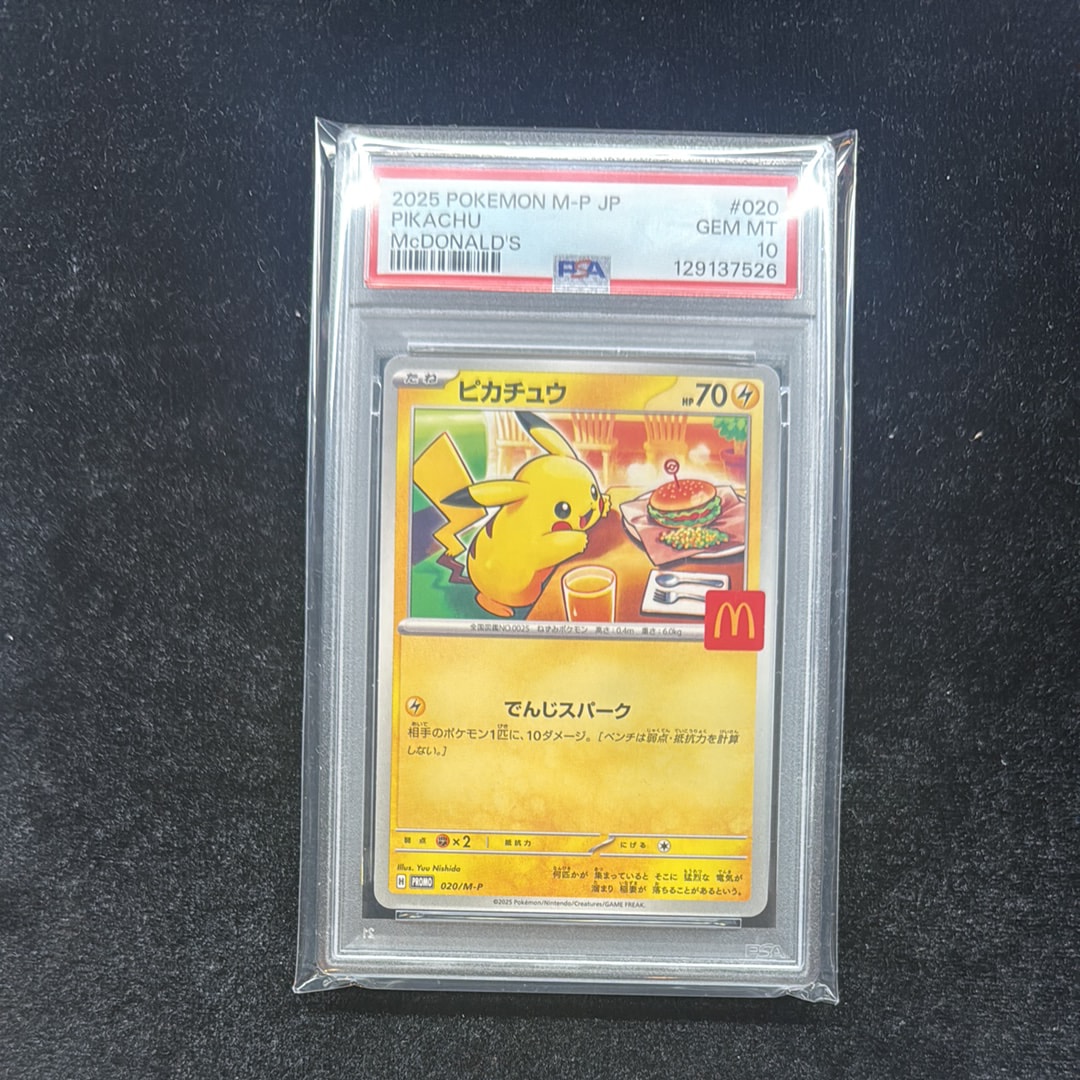 2025 POKEMON M-P JP #020
PIKACHU GEM MT
McDONALD'S 10
PSA 129137526
たね ピカチュウ HP 70
全国図鑑NO.0025 ねずみポケモン 高さ:0.4m 重さ:6.0kg
でんじスパーク
相手のポケモン1匹に、10ダメージ。[ベンチは弱点・抵抗力を計算
しない。]
弱点 ×2 抵抗力 にげる
Illus. Yuu Nishida
何匹かが 集まっていると そこに 猛烈な 電気が
溜まり 稲妻が 落ちることがあるという。
H PROMO 020/M-P
©2025 Pokémon/Nintendo/Creatures/GAME FREAK.
PSA